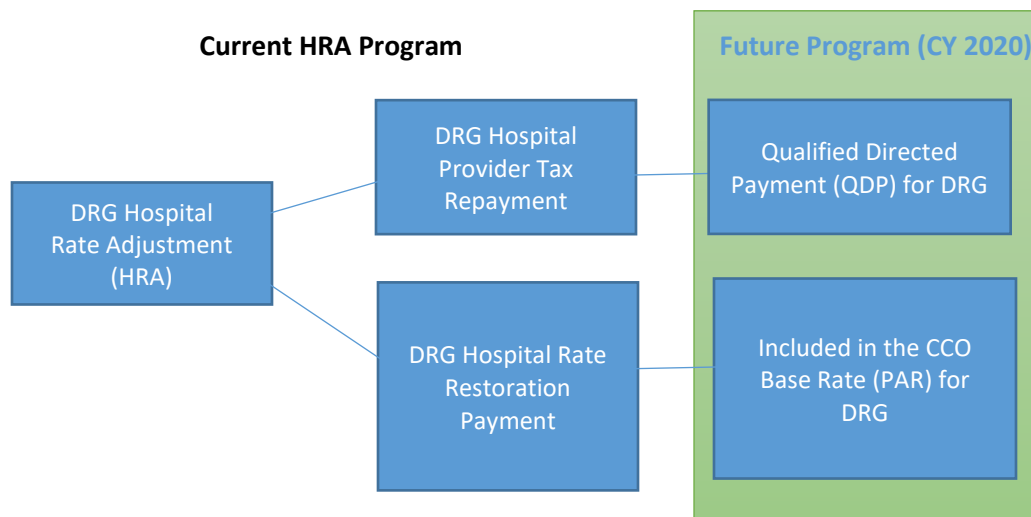 Current HRA Program
Future Program (CY 2020)
DRG Hospital
Rate Adjustment
(HRA)
DRG Hospital
Provider Tax
Repayment
Qualified Directed
Payment (QDP) for DRG
DRG Hospital Rate
Restoration
Payment
Included in the CCO
Base Rate (PAR) for
DRG